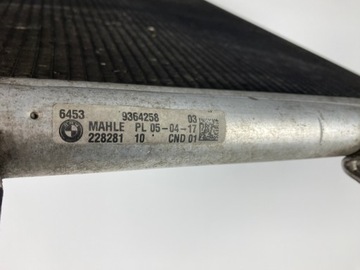 6453 9364258 03
MAHLE PL 05-04-17
228281 10 CND 01